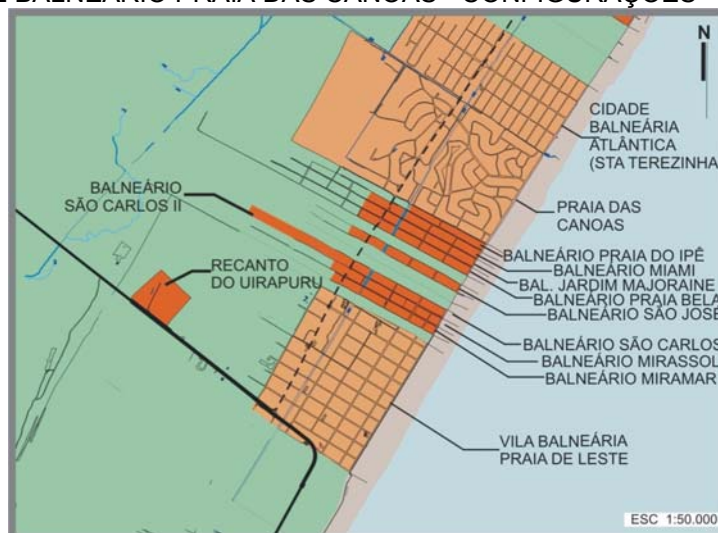 E BALNEÁRIO PRAIA DAS CANOAS - CONFIGURAÇÕES
N
CIDADE
BALNEÁRIA
ATLÂNTICA
(STA TEREZINHA
BALNEÁRIO
SÃO CARLOS II
PRAIA DAS
CANOAS
RECANTO
DO UIRAPURU
BALNEÁRIO PRAIA DO IPÊ
BALNEÁRIO MIAMI
BAL. JARDIM MAJORAINE
BALNEÁRIO PRAIA BELA
BALNEÁRIO SÃO JOSÉ
BALNEÁRIO SÃO CARLOS
BALNEÁRIO MIRASSOL
BALNEÁRIO MIRAMAR
VILA BALNEÁRIA
PRAIA DE LESTE
ESC 1:50.000